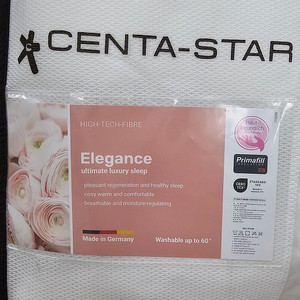 CENTA-STAR
HIGH-TECH-FIBRE
Elegance
ultimate luxury sleep
- pleasant regeneration and healthy sleep
- cosy warm and comfortable
- breathable and moisture-regulating
Made in Germany
Washable up to 60°
Primafill